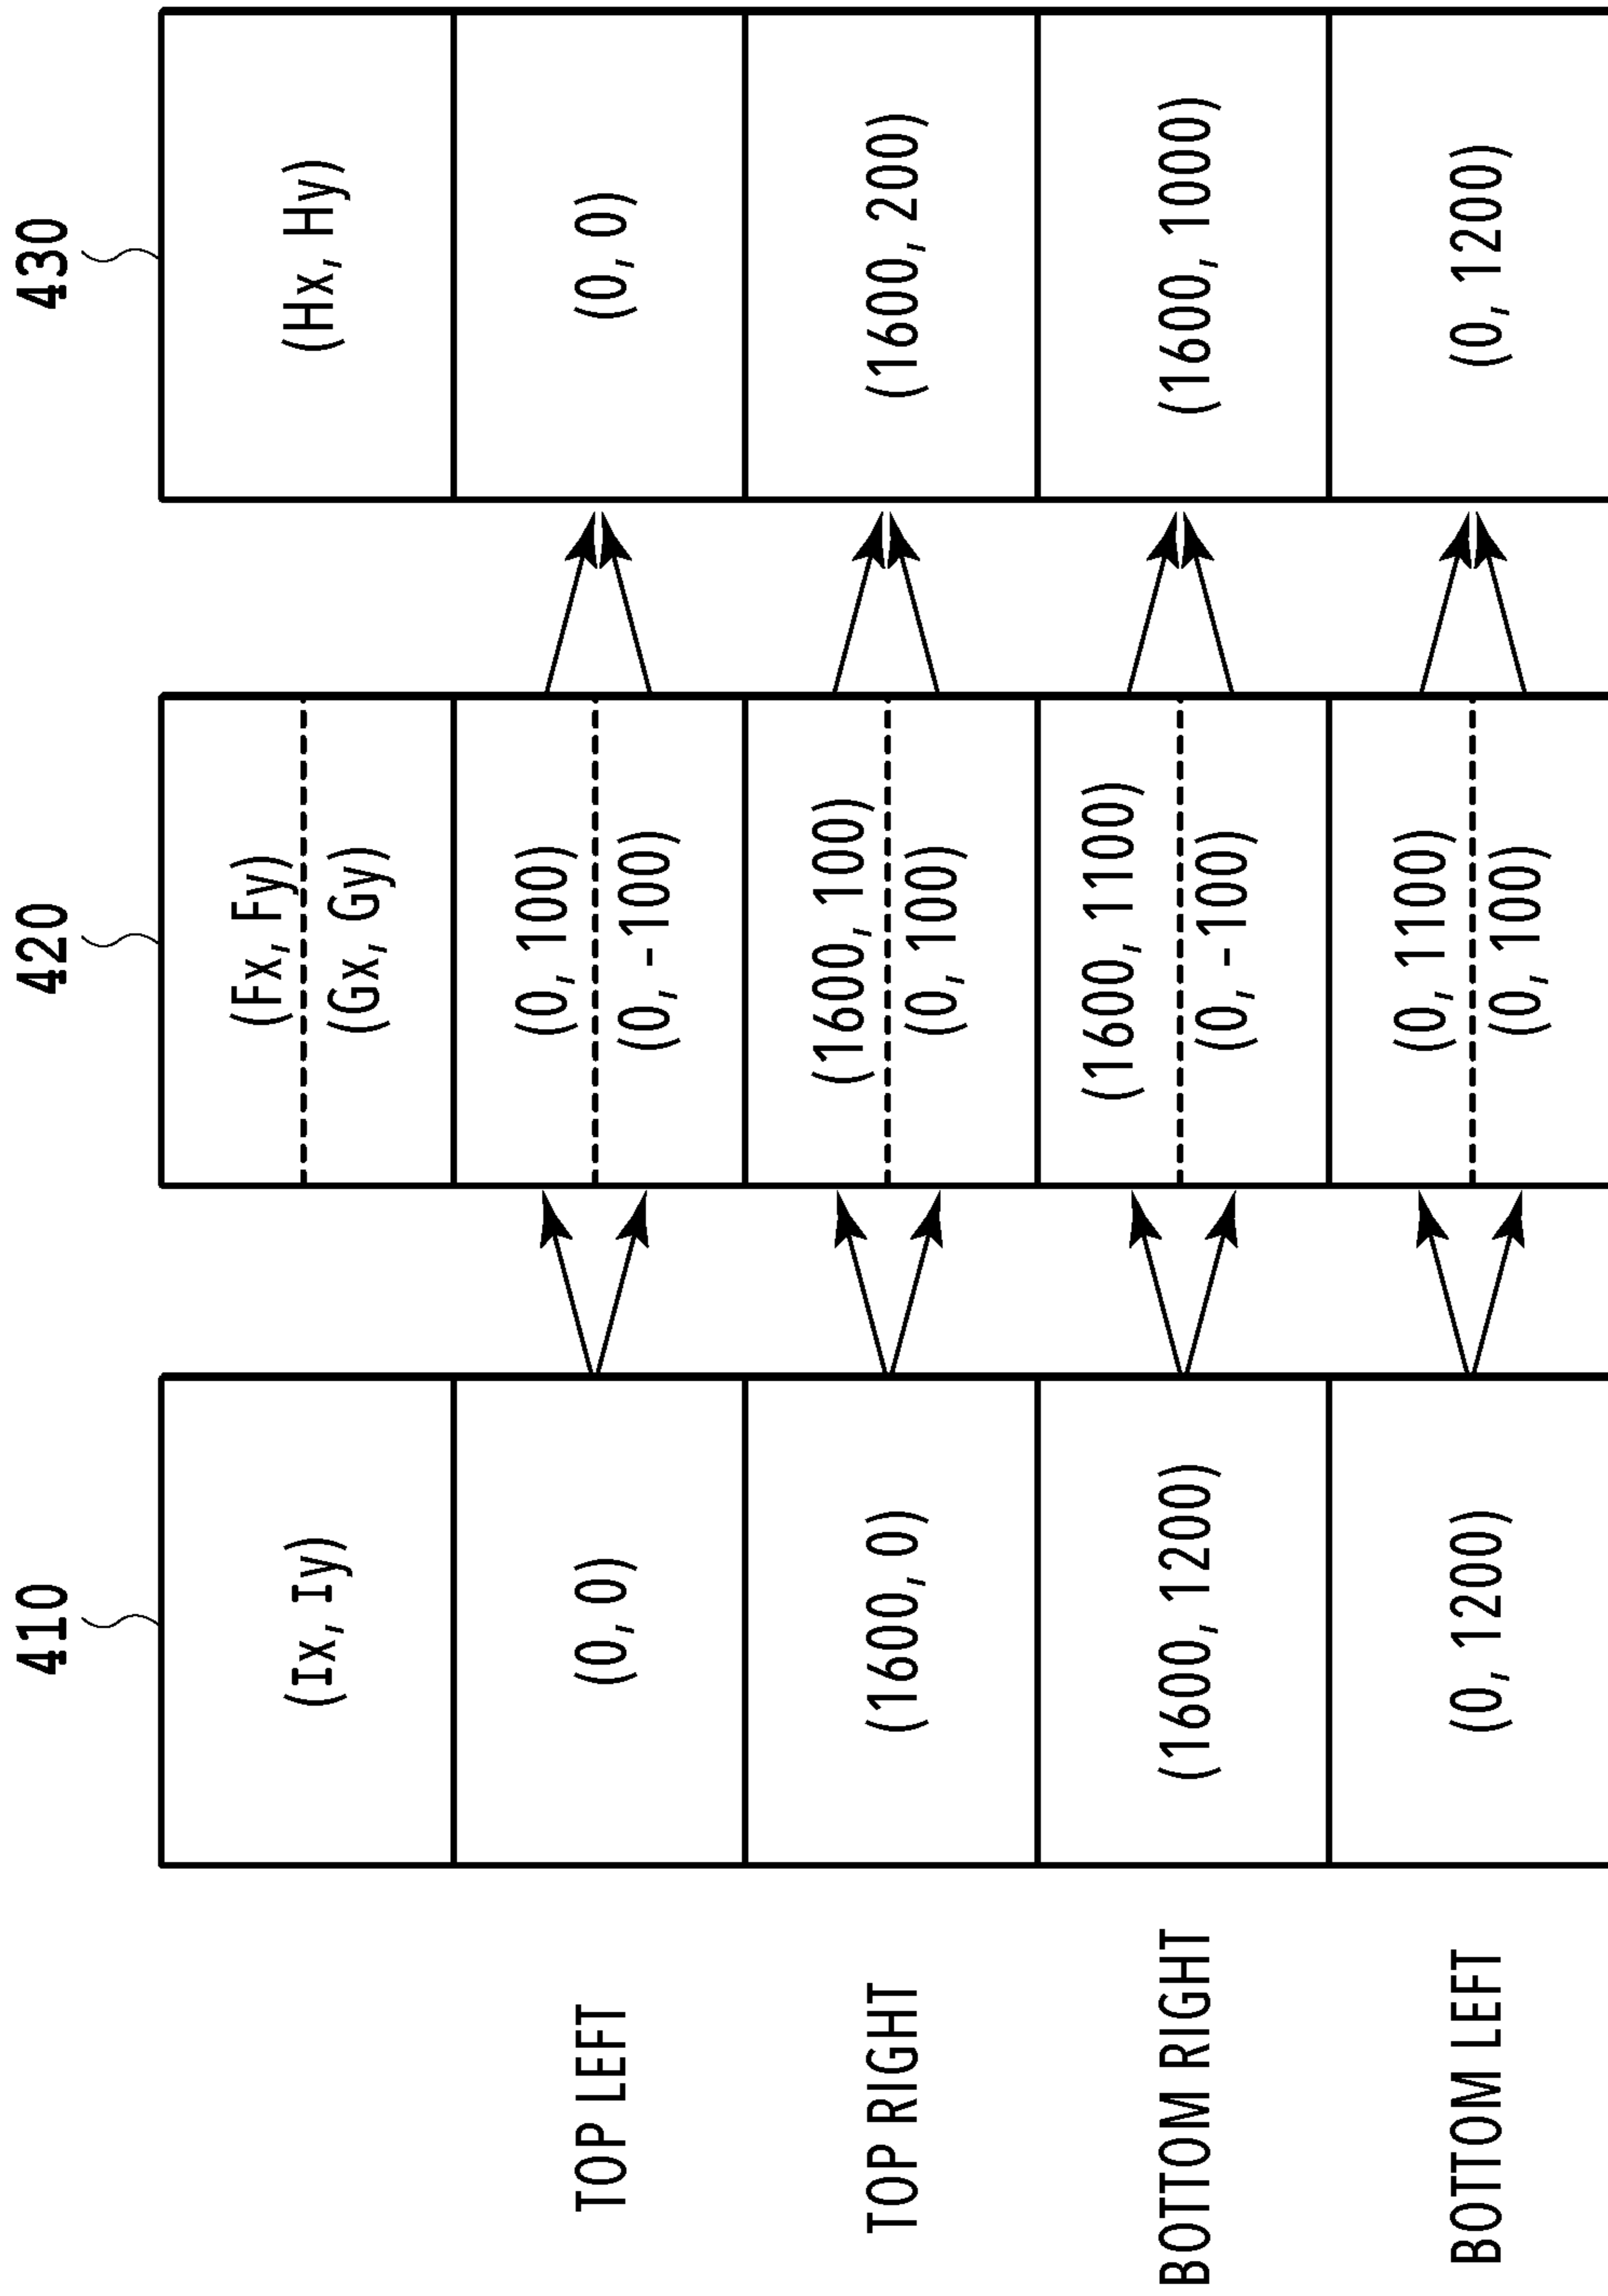 410
420
430
(Ix, Iy)
(Fx, Fy)
(Gx, Gy)
(Hx, Hy)
TOP LEFT
(0, 0)
(0, 100)
(0, -100)
(0, 0)
TOP RIGHT
(1600, 0)
(1600, 100)
(0, 100)
(1600, 200)
BOTTOM RIGHT
(1600, 1200)
(1600, 1100)
(0, -100)
(1600, 1000)
BOTTOM LEFT
(0, 1200)
(0, 1100)
(0, 100)
(0, 1200)